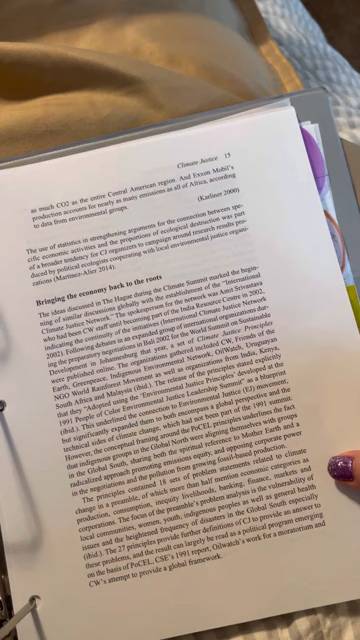 Climate Justice 15
as much CO2 as the entire Central American region. And Exxon Mobil's
production accounts for nearly as many emissions as all of Africa, according
to data from environmental groups.
(Karliner 2000)
The use of statistics in strengthening arguments for the connection between spe-
cific economic activities and the proportions of ecological destruction was part
of a broader tendency for CJ organizers to campaign around research results pro-
duced by political ecologists cooperating with local environmental justice organi-
zations (Martinez-Alier 2014).
Bringing the economy back to the roots
The ideas discussed in The Hague during the Climate Summit marked the begin-
ning of similar discussions globally with the establishment of the "International
Climate Justice Network." The spokesperson for the network was Amit Srivastava
who had been CW staff until becoming part of the India Resource Centre in 2002,
indicating the continuity of the initiatives (International Climate Justice Network
2002). Following debates in an expanded group of international organizations dur-
ing the preparatory negotiations in Bali 2002 for the World Summit on Sustainable
Development in Johannesburg that year, a set of Climate Justice Principles
were published online. The organizations gathered included CW, Friends of the
Earth, Greenpeace, Indigenous Environmental Network, OilWatch, Uruguayan
NGO World Rainforest Movement as well as organizations from India, Kenya,
South Africa and Malaysia (ibid.). The release of the principles stated explicitly
that they "Adopted using the 'Environmental Justice Principles' developed at the
1991 People of Color Environmental Justice Leadership Summit" as a blueprint
(ibid.). This underlined the connection to Environmental Justice (EJ) movement,
but significantly expanded them to both encompass a global perspective and the
technical sides of climate change, which had not been part of the 1991 summit.
However, the conceptual framing around the PoCEL principles underlines the fact
that indigenous groups in the Global North were aligning themselves with groups
in the Global South, sharing both the spiritual reference to Mother Earth and a
radicalized approach promoting emissions equity, and opposing corporate power
in the negotiations and the pollution from growing fossil-based production.
The principles contained 18 sets of problem statements related to climate
change in a preamble, of which more than half mention economic categories as
production, consumption, inequity livelihoods, banking, finance, markets and
corporations. The focus of the preamble's problem analysis is the vulnerability of
local communities, women, youth, indigenous peoples as well as general health
issues and the heightened frequency of disasters in the Global South especially
(ibid.). The 27 principles provide further definitions of CJ to provide an answer to
these problems, and the result can largely be read as a political program emerging
on the basis of PoCEL, CSE's 1991 report, Oilwatch's work for a moratorium and
CW's attempt to provide a global framework.